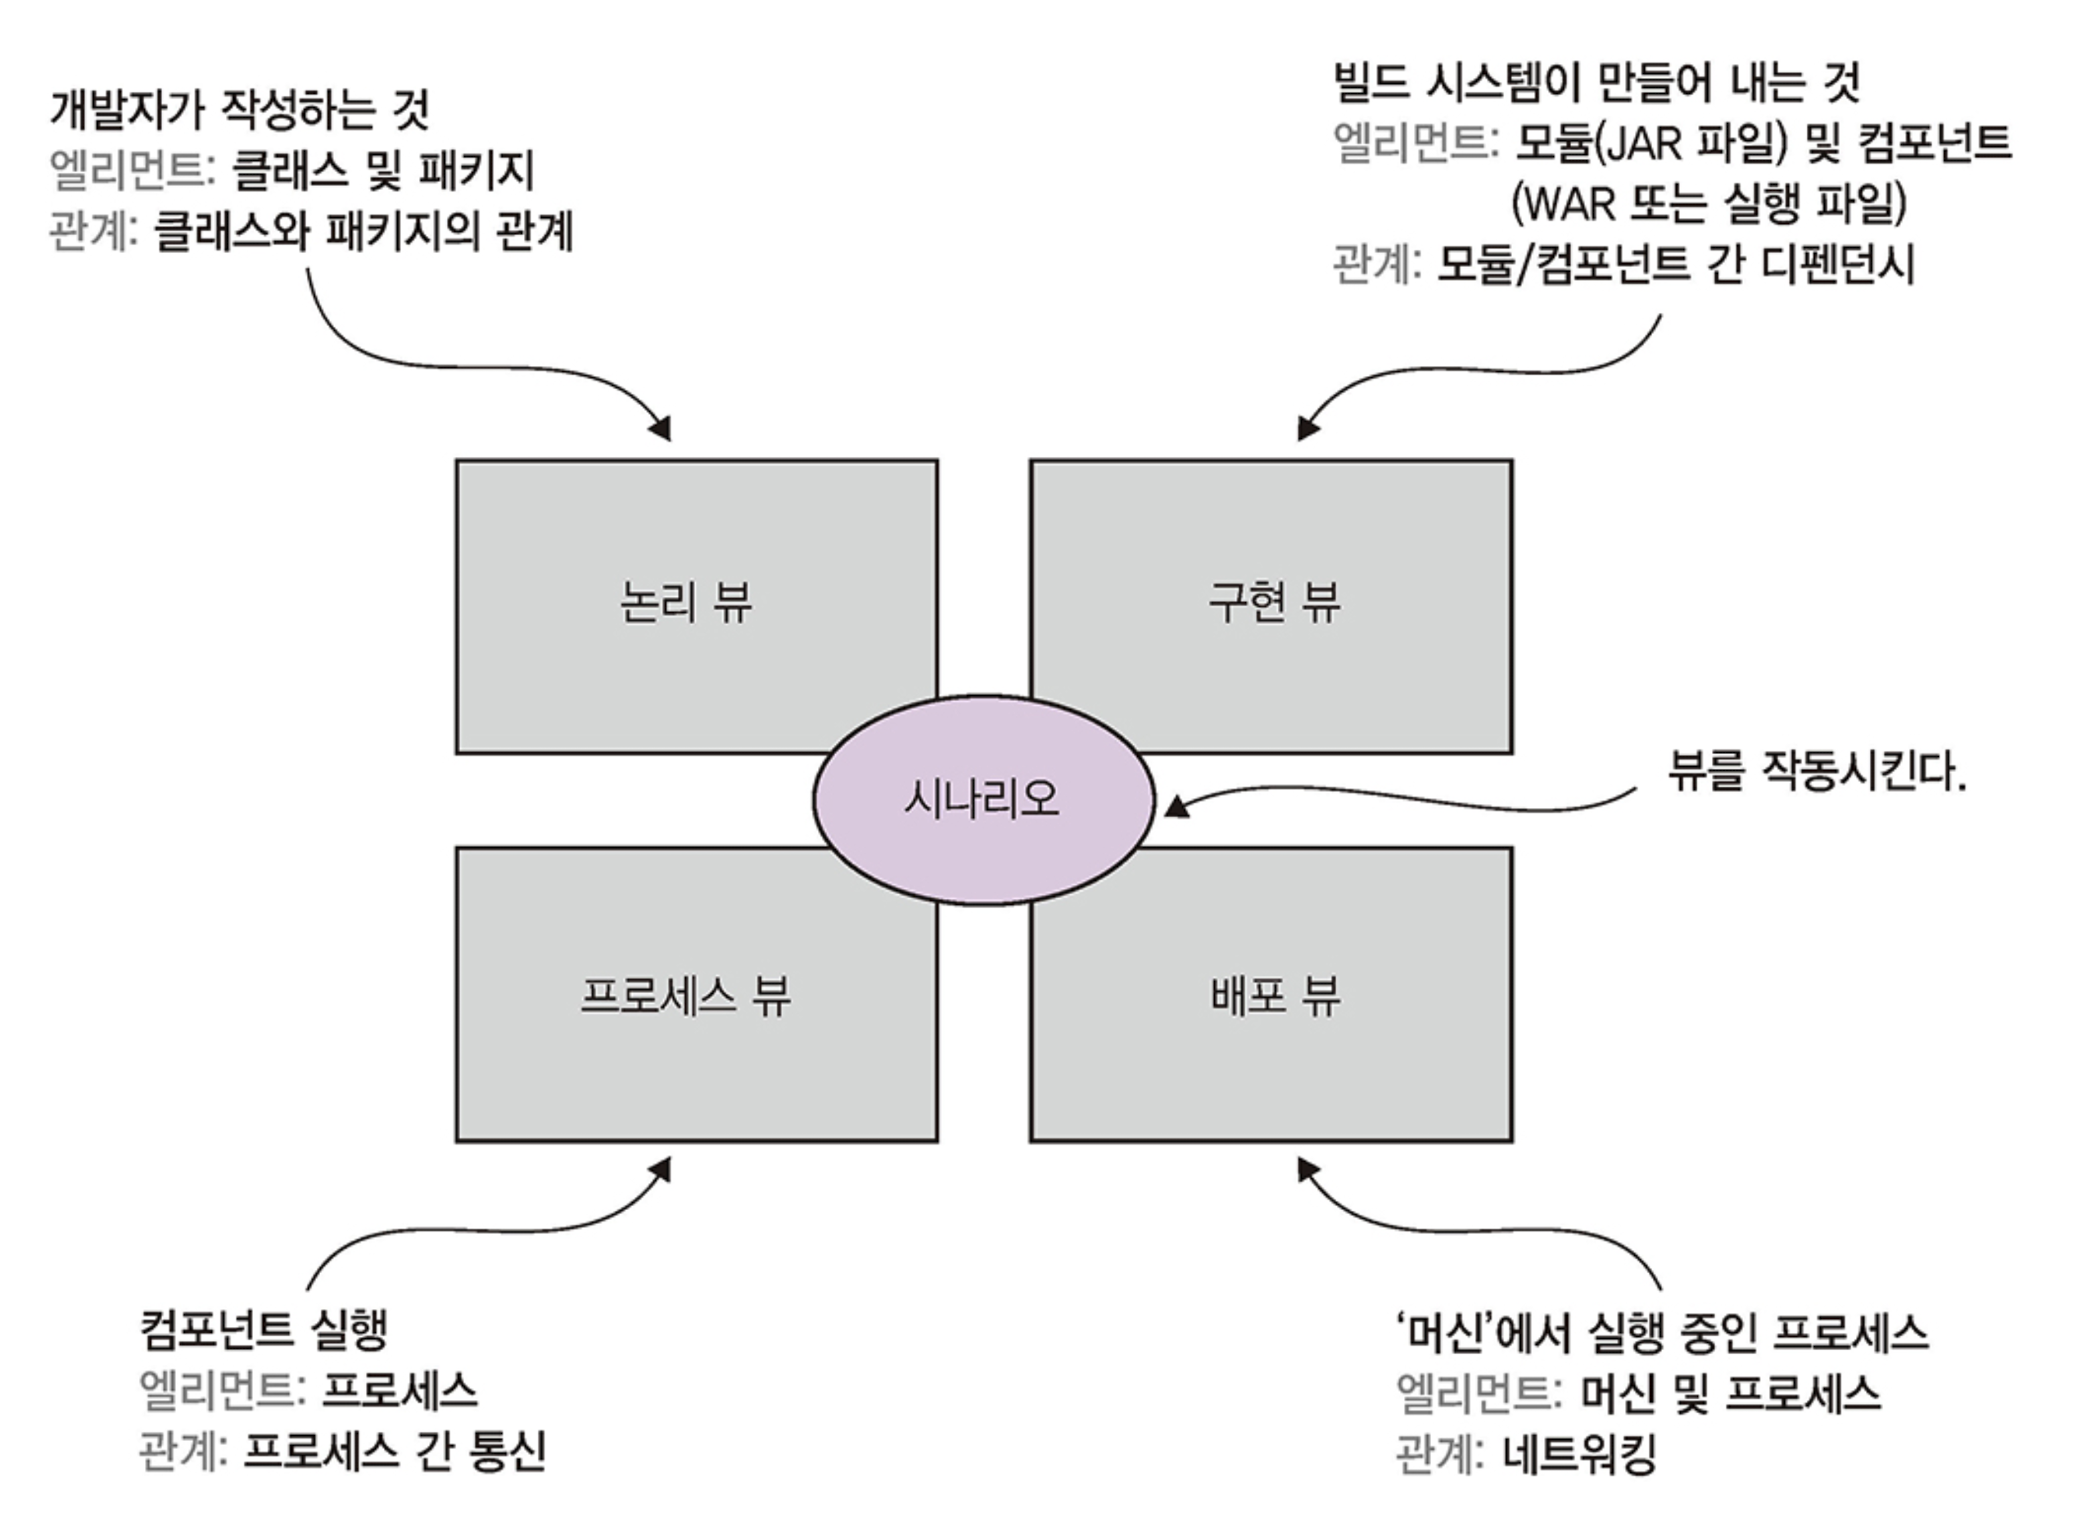 개발자가 작성하는 것
엘리먼트: 클래스 및 패키지
관계: 클래스와 패키지의 관계
빌드 시스템이 만들어 내는 것
엘리먼트: 모듈(JAR 파일) 및 컴포넌트
(WAR 또는 실행 파일)
관계: 모듈/컴포넌트 간 디펜던시
논리 뷰
구현 뷰
시나리오
뷰를 작동시킨다.
프로세스 뷰
배포 뷰
컴포넌트 실행
엘리먼트: 프로세스
관계: 프로세스 간 통신
‘머신’에서 실행 중인 프로세스
엘리먼트: 머신 및 프로세스
관계: 네트워킹